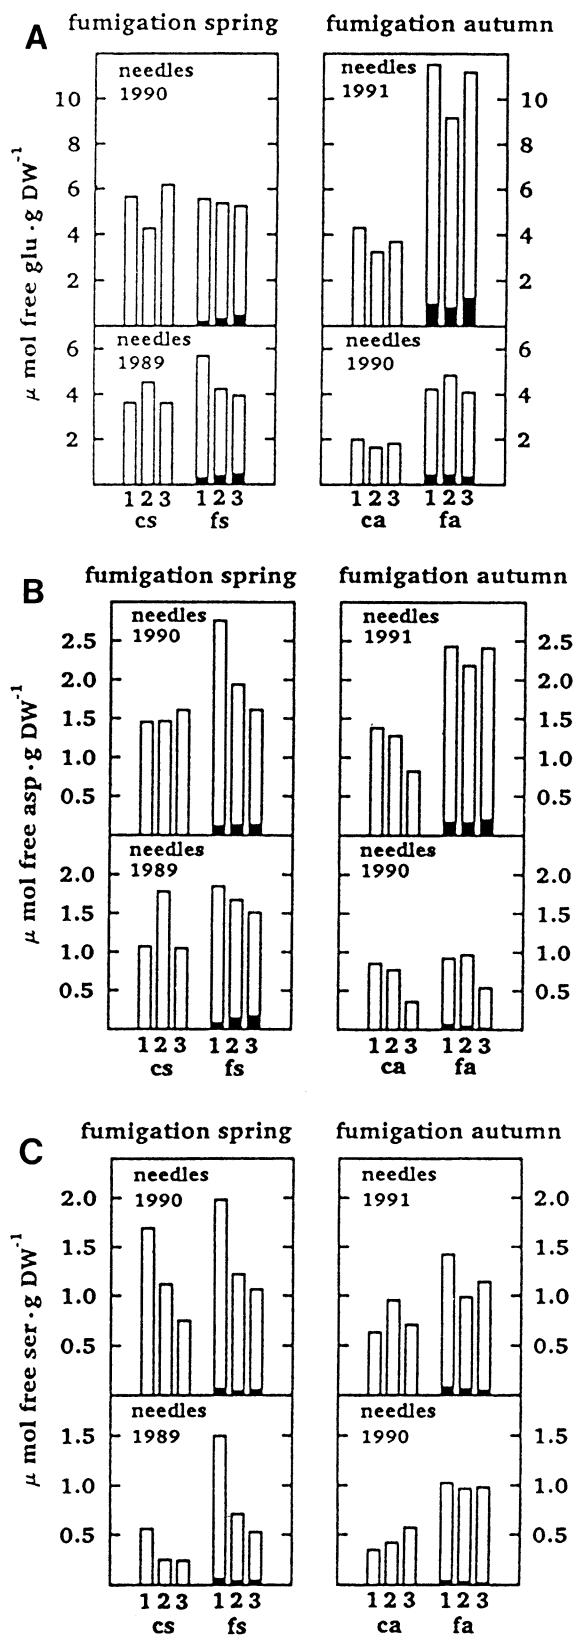 A
fumigation spring
fumigation autumn
μ mol free glu·g DW⁻¹
needles
1990
10
8
6
4
2
needles
1991
10
8
6
4
2
needles
1989
6
4
2
needles
1990
6
4
2
1 2 3
1 2 3
cs
fs
1 2 3
1 2 3
ca
fa
B
fumigation spring
fumigation autumn
μ mol free asp·g DW⁻¹
needles
1990
2.5
2.0
1.5
1.0
0.5
needles
1991
2.5
2.0
1.5
1.0
0.5
needles
1989
2.0
1.5
1.0
0.5
needles
1990
2.0
1.5
1.0
0.5
1 2 3
1 2 3
cs
fs
1 2 3
1 2 3
ca
fa
C
fumigation spring
fumigation autumn
μ mol free ser·g DW⁻¹
needles
1990
2.0
1.5
1.0
0.5
needles
1991
2.0
1.5
1.0
0.5
needles
1989
1.5
1.0
0.5
needles
1990
1.5
1.0
0.5
1 2 3
1 2 3
cs
fs
1 2 3
1 2 3
ca
fa